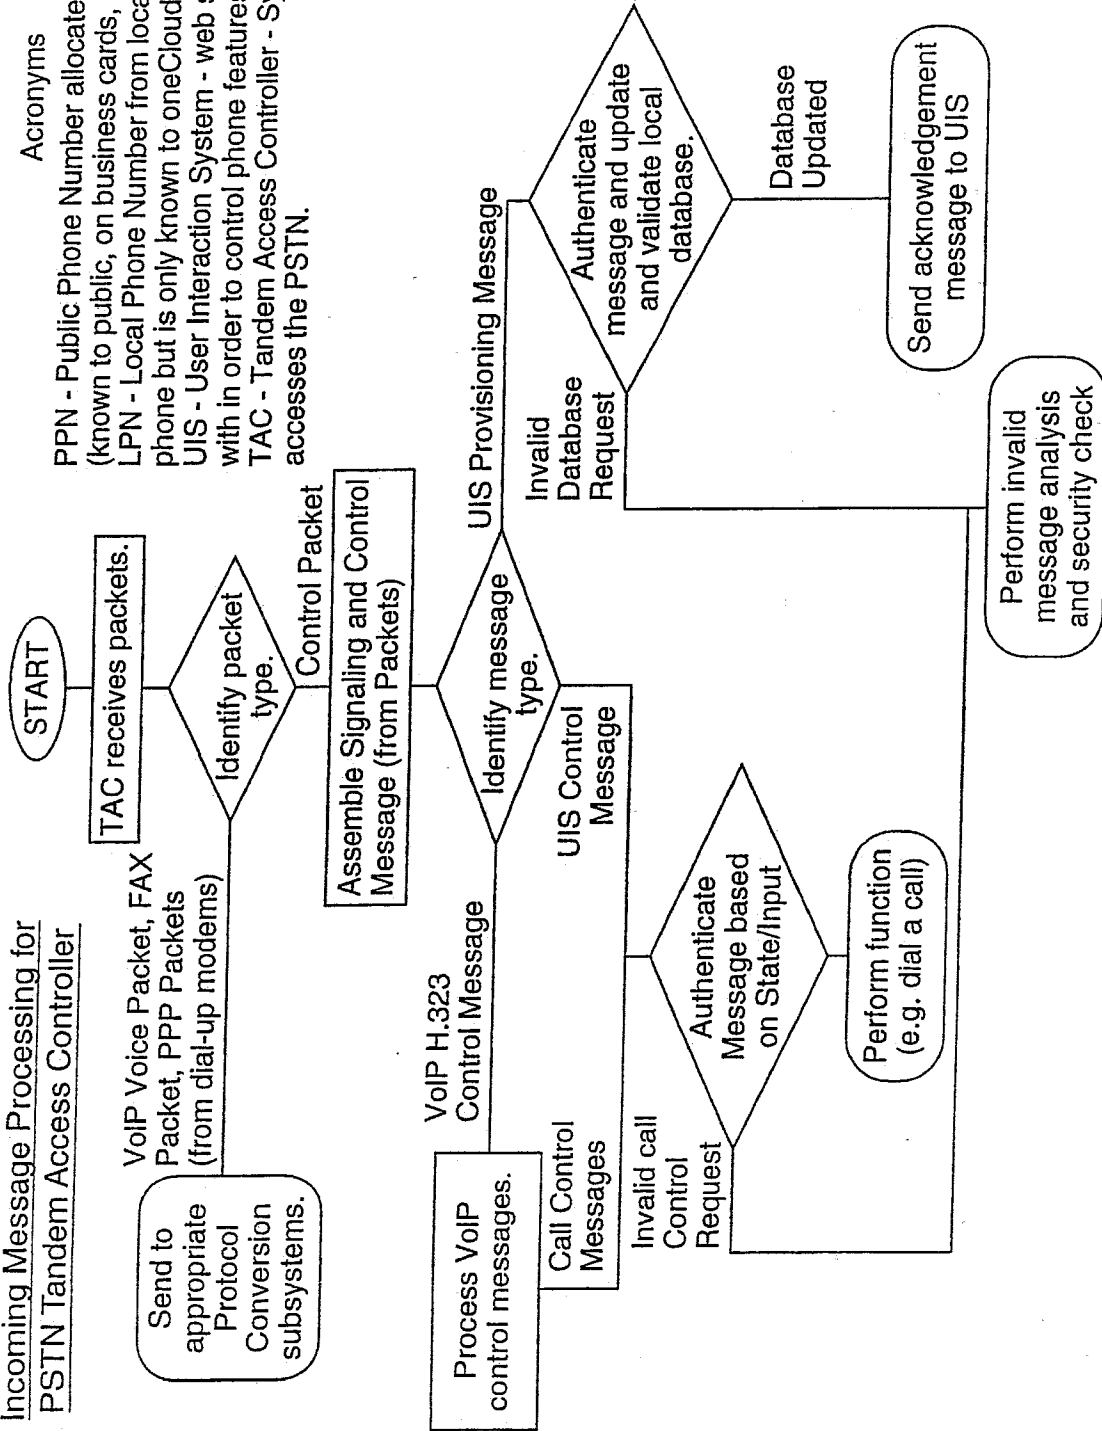 Incoming Message Processing for
PSTN Tandem Access Controller
Acronyms
PPN - Public Phone Number
(known to public, on business cards,
LPN - Local Phone Number from
phone but is only known to oneCloud
UIS - User Interaction System - web
with in order to control phone features
TAC - Tandem Access Controller -
accesses the PSTN.
START
TAC receives packets.
Identify packet
type.
VoIP Voice Packet, FAX
Packet, PPP Packets
(from dial-up modems)
Send to
appropriate
Protocol
Conversion
subsystems.
Control Packet
Assemble Signaling and Control
Message (from Packets)
Identify message
type.
VoIP H.323
Control Message
Process VoIP
control messages.
Call Control
Messages
UIS Control
Message
UIS Provisioning Message
Authenticate
Message based
on State/Input
Invalid call
Control
Request
Perform function
(e.g. dial a call)
Authenticate
message and update
and validate local
database.
Invalid
Database
Request
Database
Updated
Send acknowledgement
message to UIS
Perform invalid
message analysis
and security check